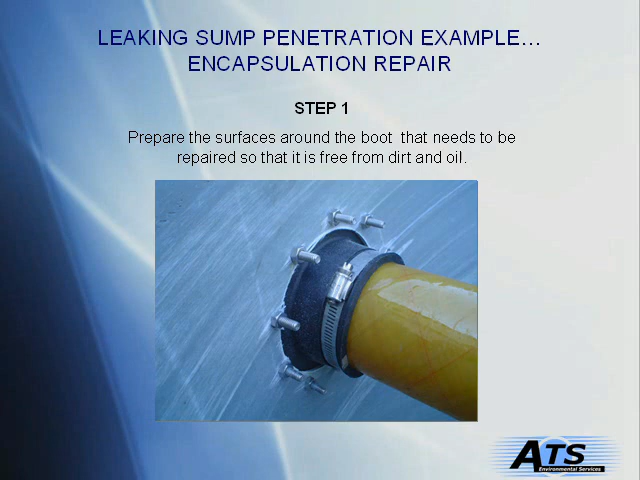 LEAKING SUMP PENETRATION EXAMPLE…
ENCAPSULATION REPAIR
STEP 1
Prepare the surfaces around the boot that needs to be
repaired so that it is free from dirt and oil.
ATS
Environmental Services